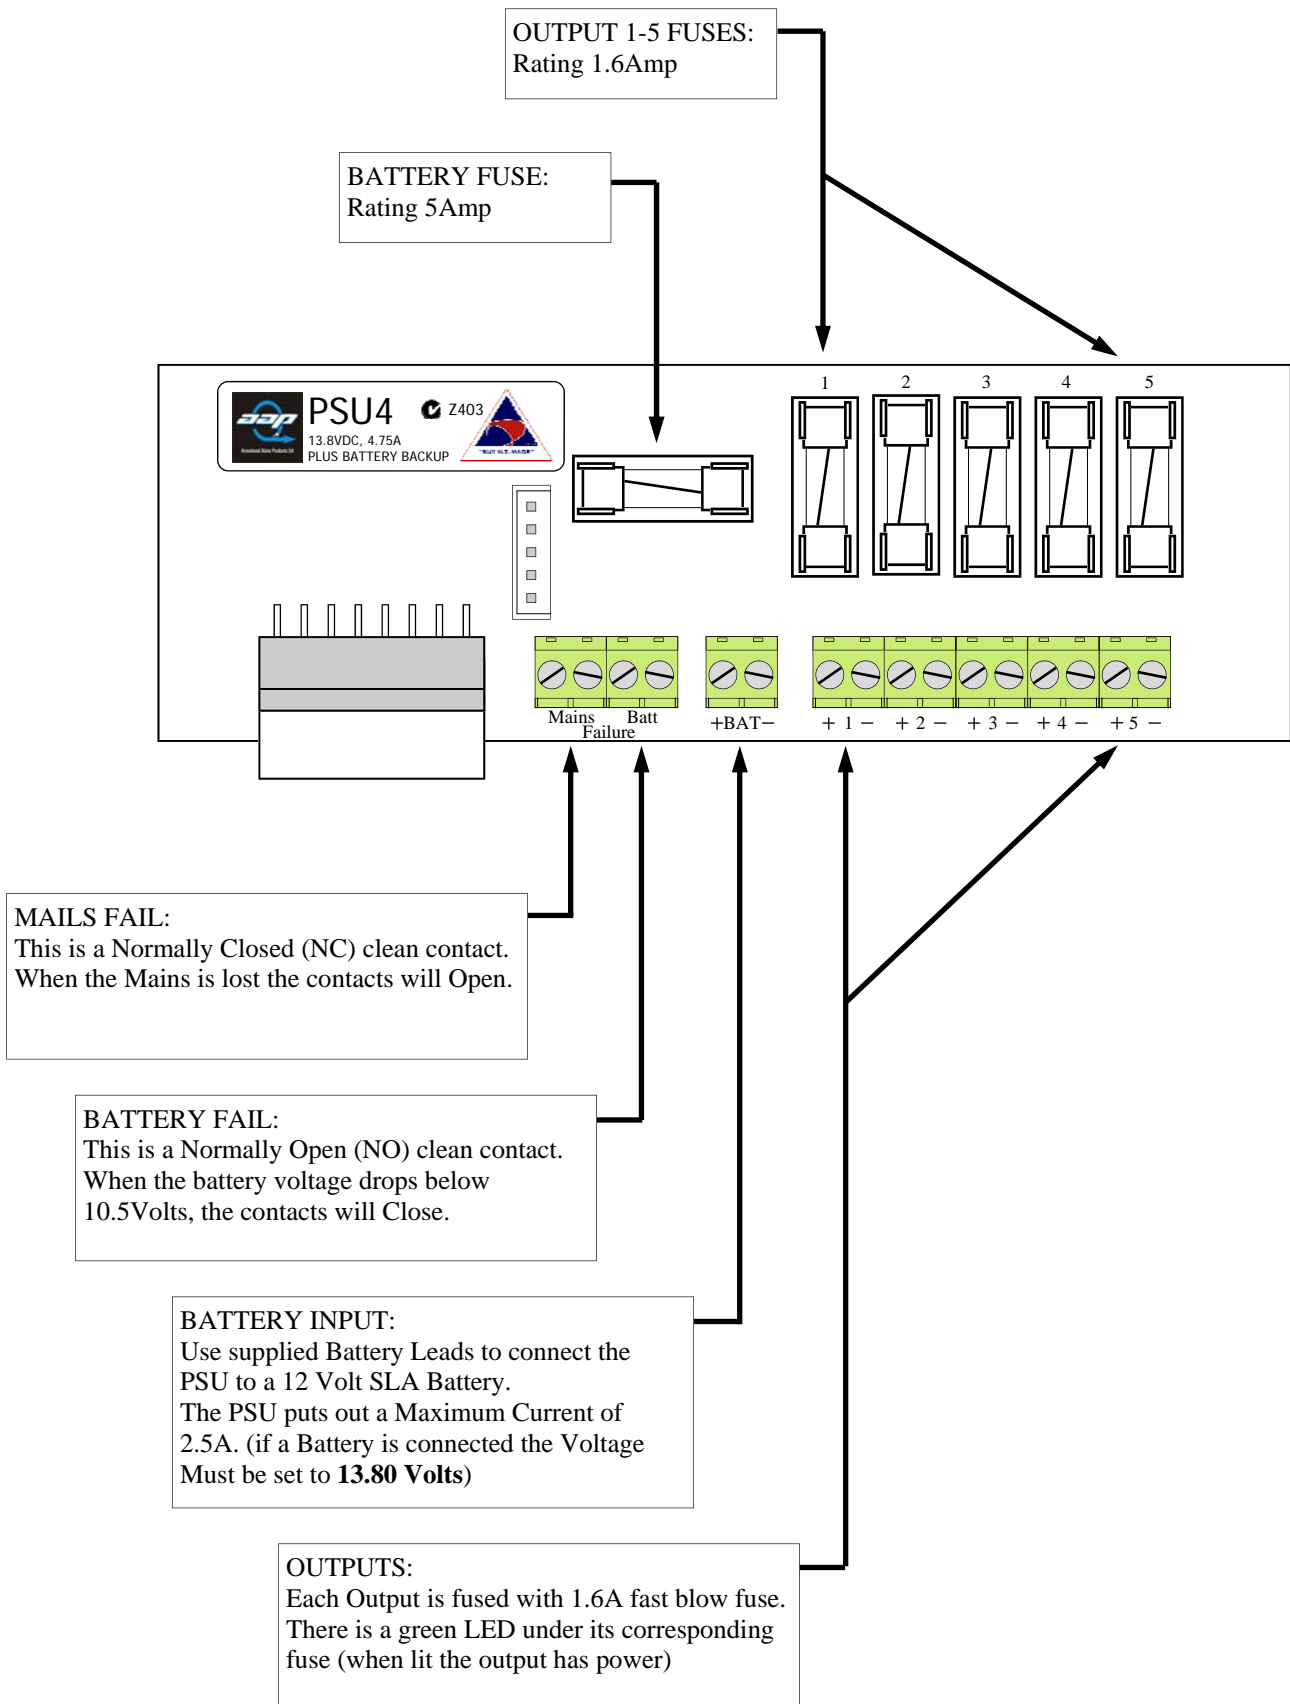 OUTPUT 1-5 FUSES:
Rating 1.6Amp
BATTERY FUSE:
Rating 5Amp
1 2 3 4 5
aap
PSU4 Z403
13.8VDC, 4.75A
PLUS BATTERY BACKUP
"BUY N.Z. MADE"
Mains Batt
Failure
+BAT−
+ 1 − + 2 − + 3 − + 4 − + 5 −
MAILS FAIL:
This is a Normally Closed (NC) clean contact.
When the Mains is lost the contacts will Open.
BATTERY FAIL:
This is a Normally Open (NO) clean contact.
When the battery voltage drops below
10.5Volts, the contacts will Close.
BATTERY INPUT:
Use supplied Battery Leads to connect the
PSU to a 12 Volt SLA Battery.
The PSU puts out a Maximum Current of
2.5A. (if a Battery is connected the Voltage
Must be set to 13.80 Volts)
OUTPUTS:
Each Output is fused with 1.6A fast blow fuse.
There is a green LED under its corresponding
fuse (when lit the output has power)